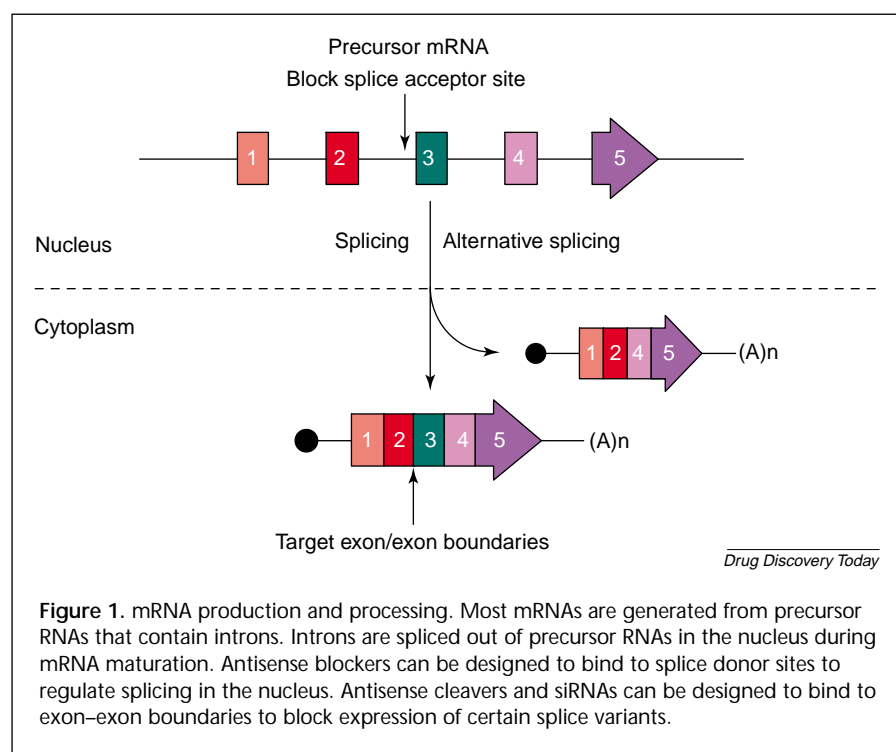 Precursor mRNA
Block splice acceptor site
1 2 3 4 5
Nucleus
Splicing Alternative splicing
Cytoplasm
1 2 4 5 (A)n
1 2 3 4 5 (A)n
Target exon/exon boundaries
Drug Discovery Today
Figure 1. mRNA production and processing. Most mRNAs are generated from precursor
RNAs that contain introns. Introns are spliced out of precursor RNAs in the nucleus during
mRNA maturation. Antisense blockers can be designed to bind to splice donor sites to
regulate splicing in the nucleus. Antisense cleavers and siRNAs can be designed to bind to
exon–exon boundaries to block expression of certain splice variants.